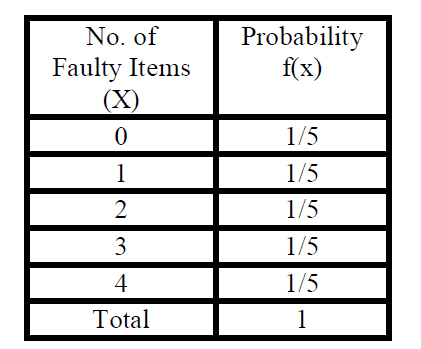 No. of
Faulty Items
(X)
Probability
f(x)
0 1/5
1 1/5
2 1/5
3 1/5
4 1/5
Total 1